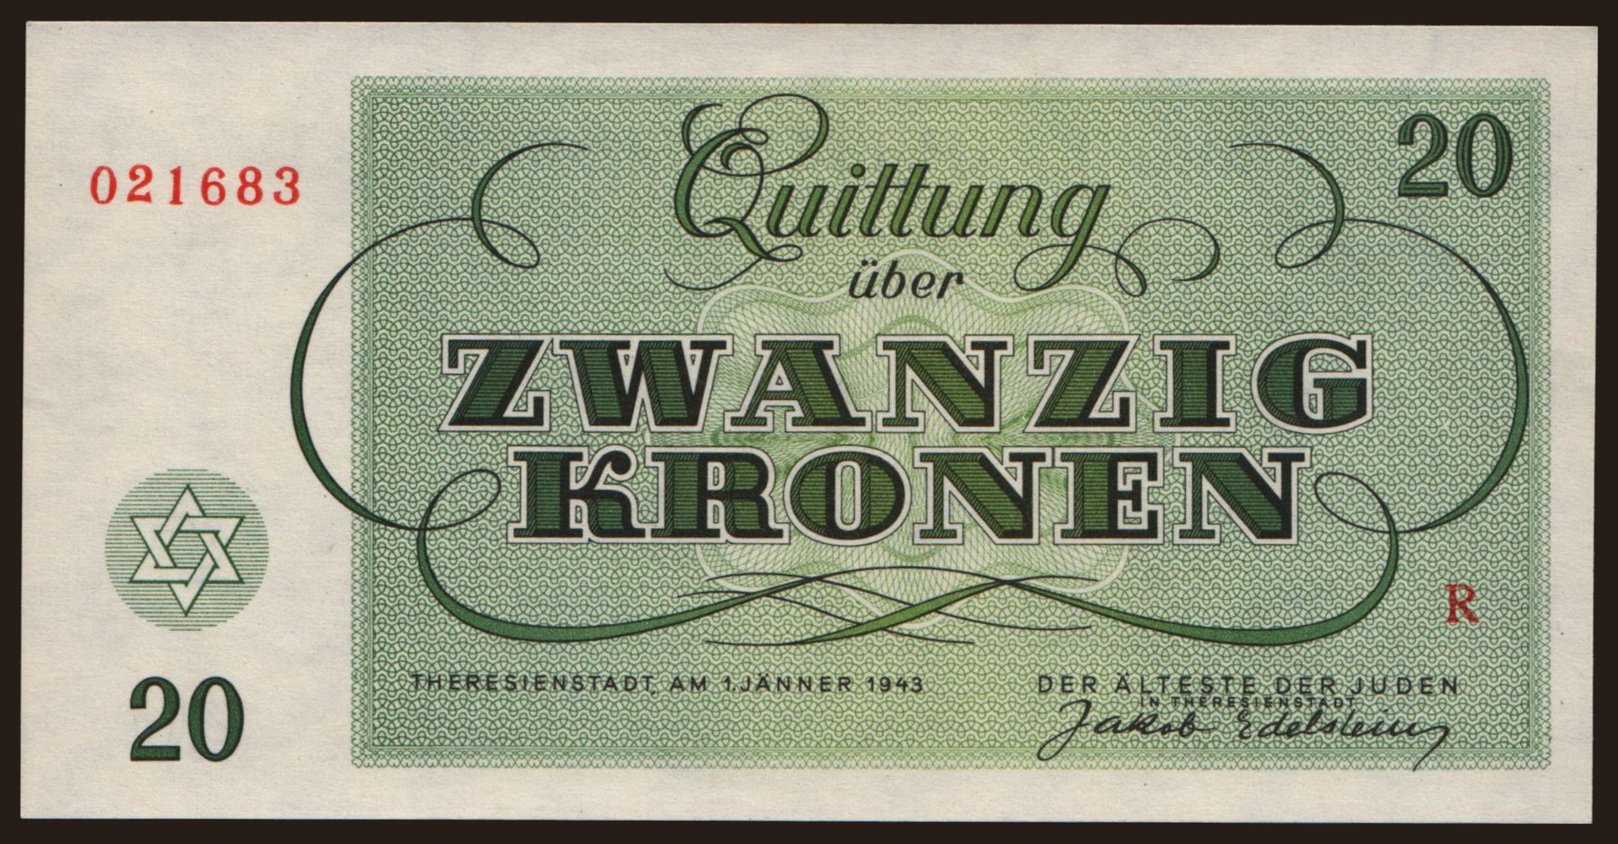 021683
20
Quittung
über
ZWANZIG
KRONEN
R
THERESIENSTADT, AM 1. JÄNNER 1943
DER ÄLTESTE DER JUDEN
IN THERESIENSTADT
Jakob Edelstein
20